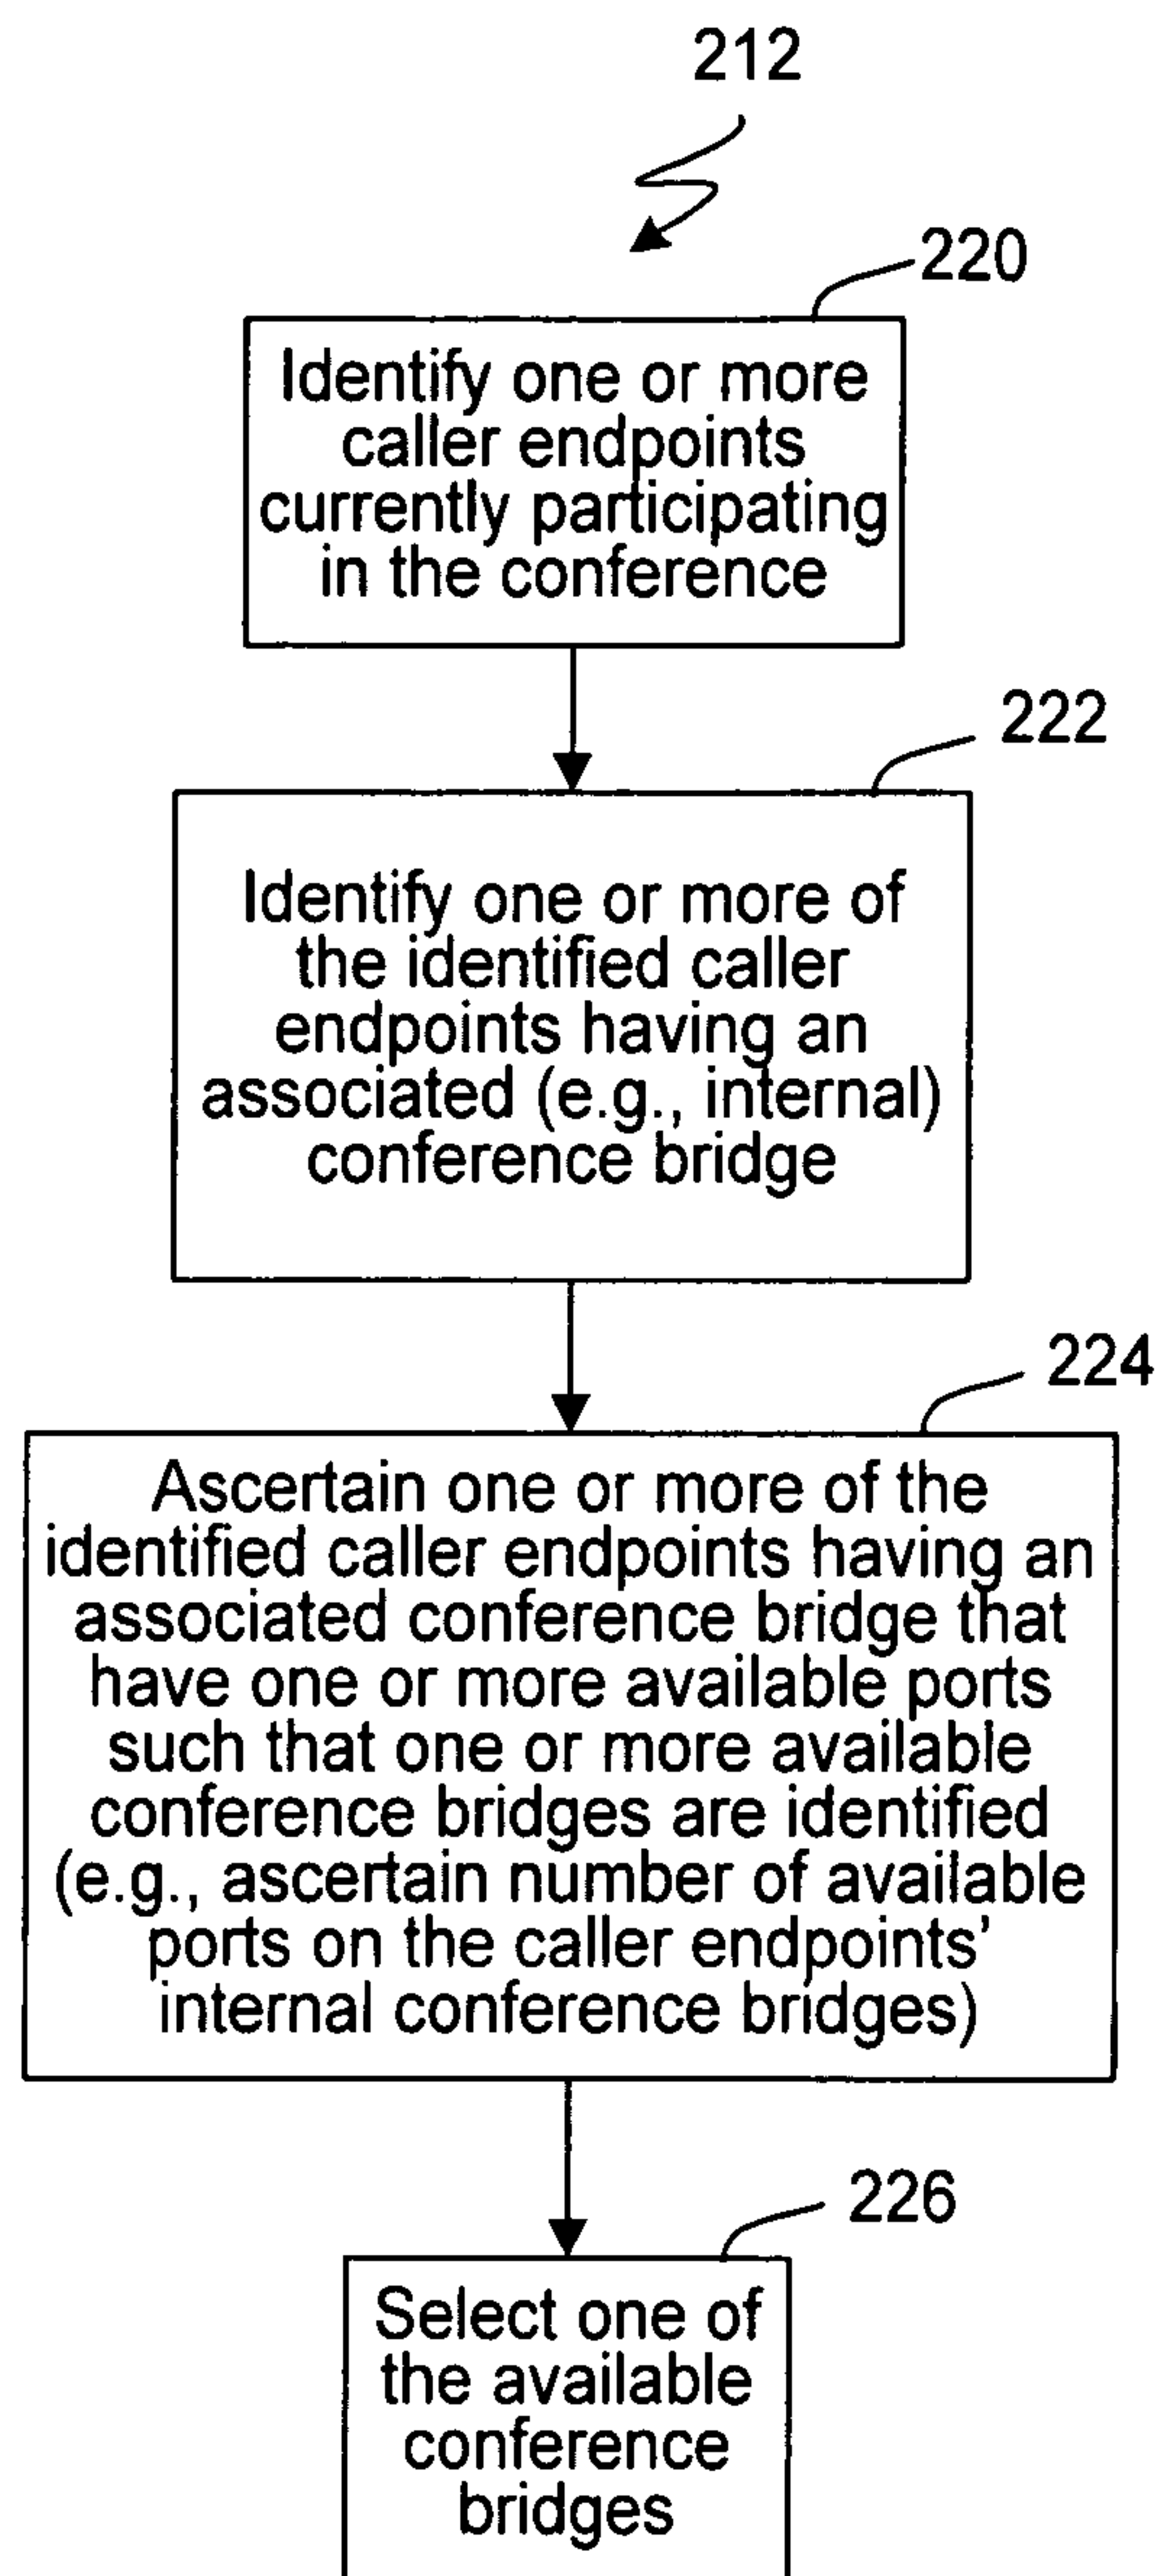 212
220
Identify one or more
caller endpoints
currently participating
in the conference
222
Identify one or more of
the identified caller
endpoints having an
associated (e.g., internal)
conference bridge
224
Ascertain one or more of the
identified caller endpoints having an
associated conference bridge that
have one or more available ports
such that one or more available
conference bridges are identified
(e.g., ascertain number of available
ports on the caller endpoints’
internal conference bridges)
226
Select one of
the available
conference
bridges